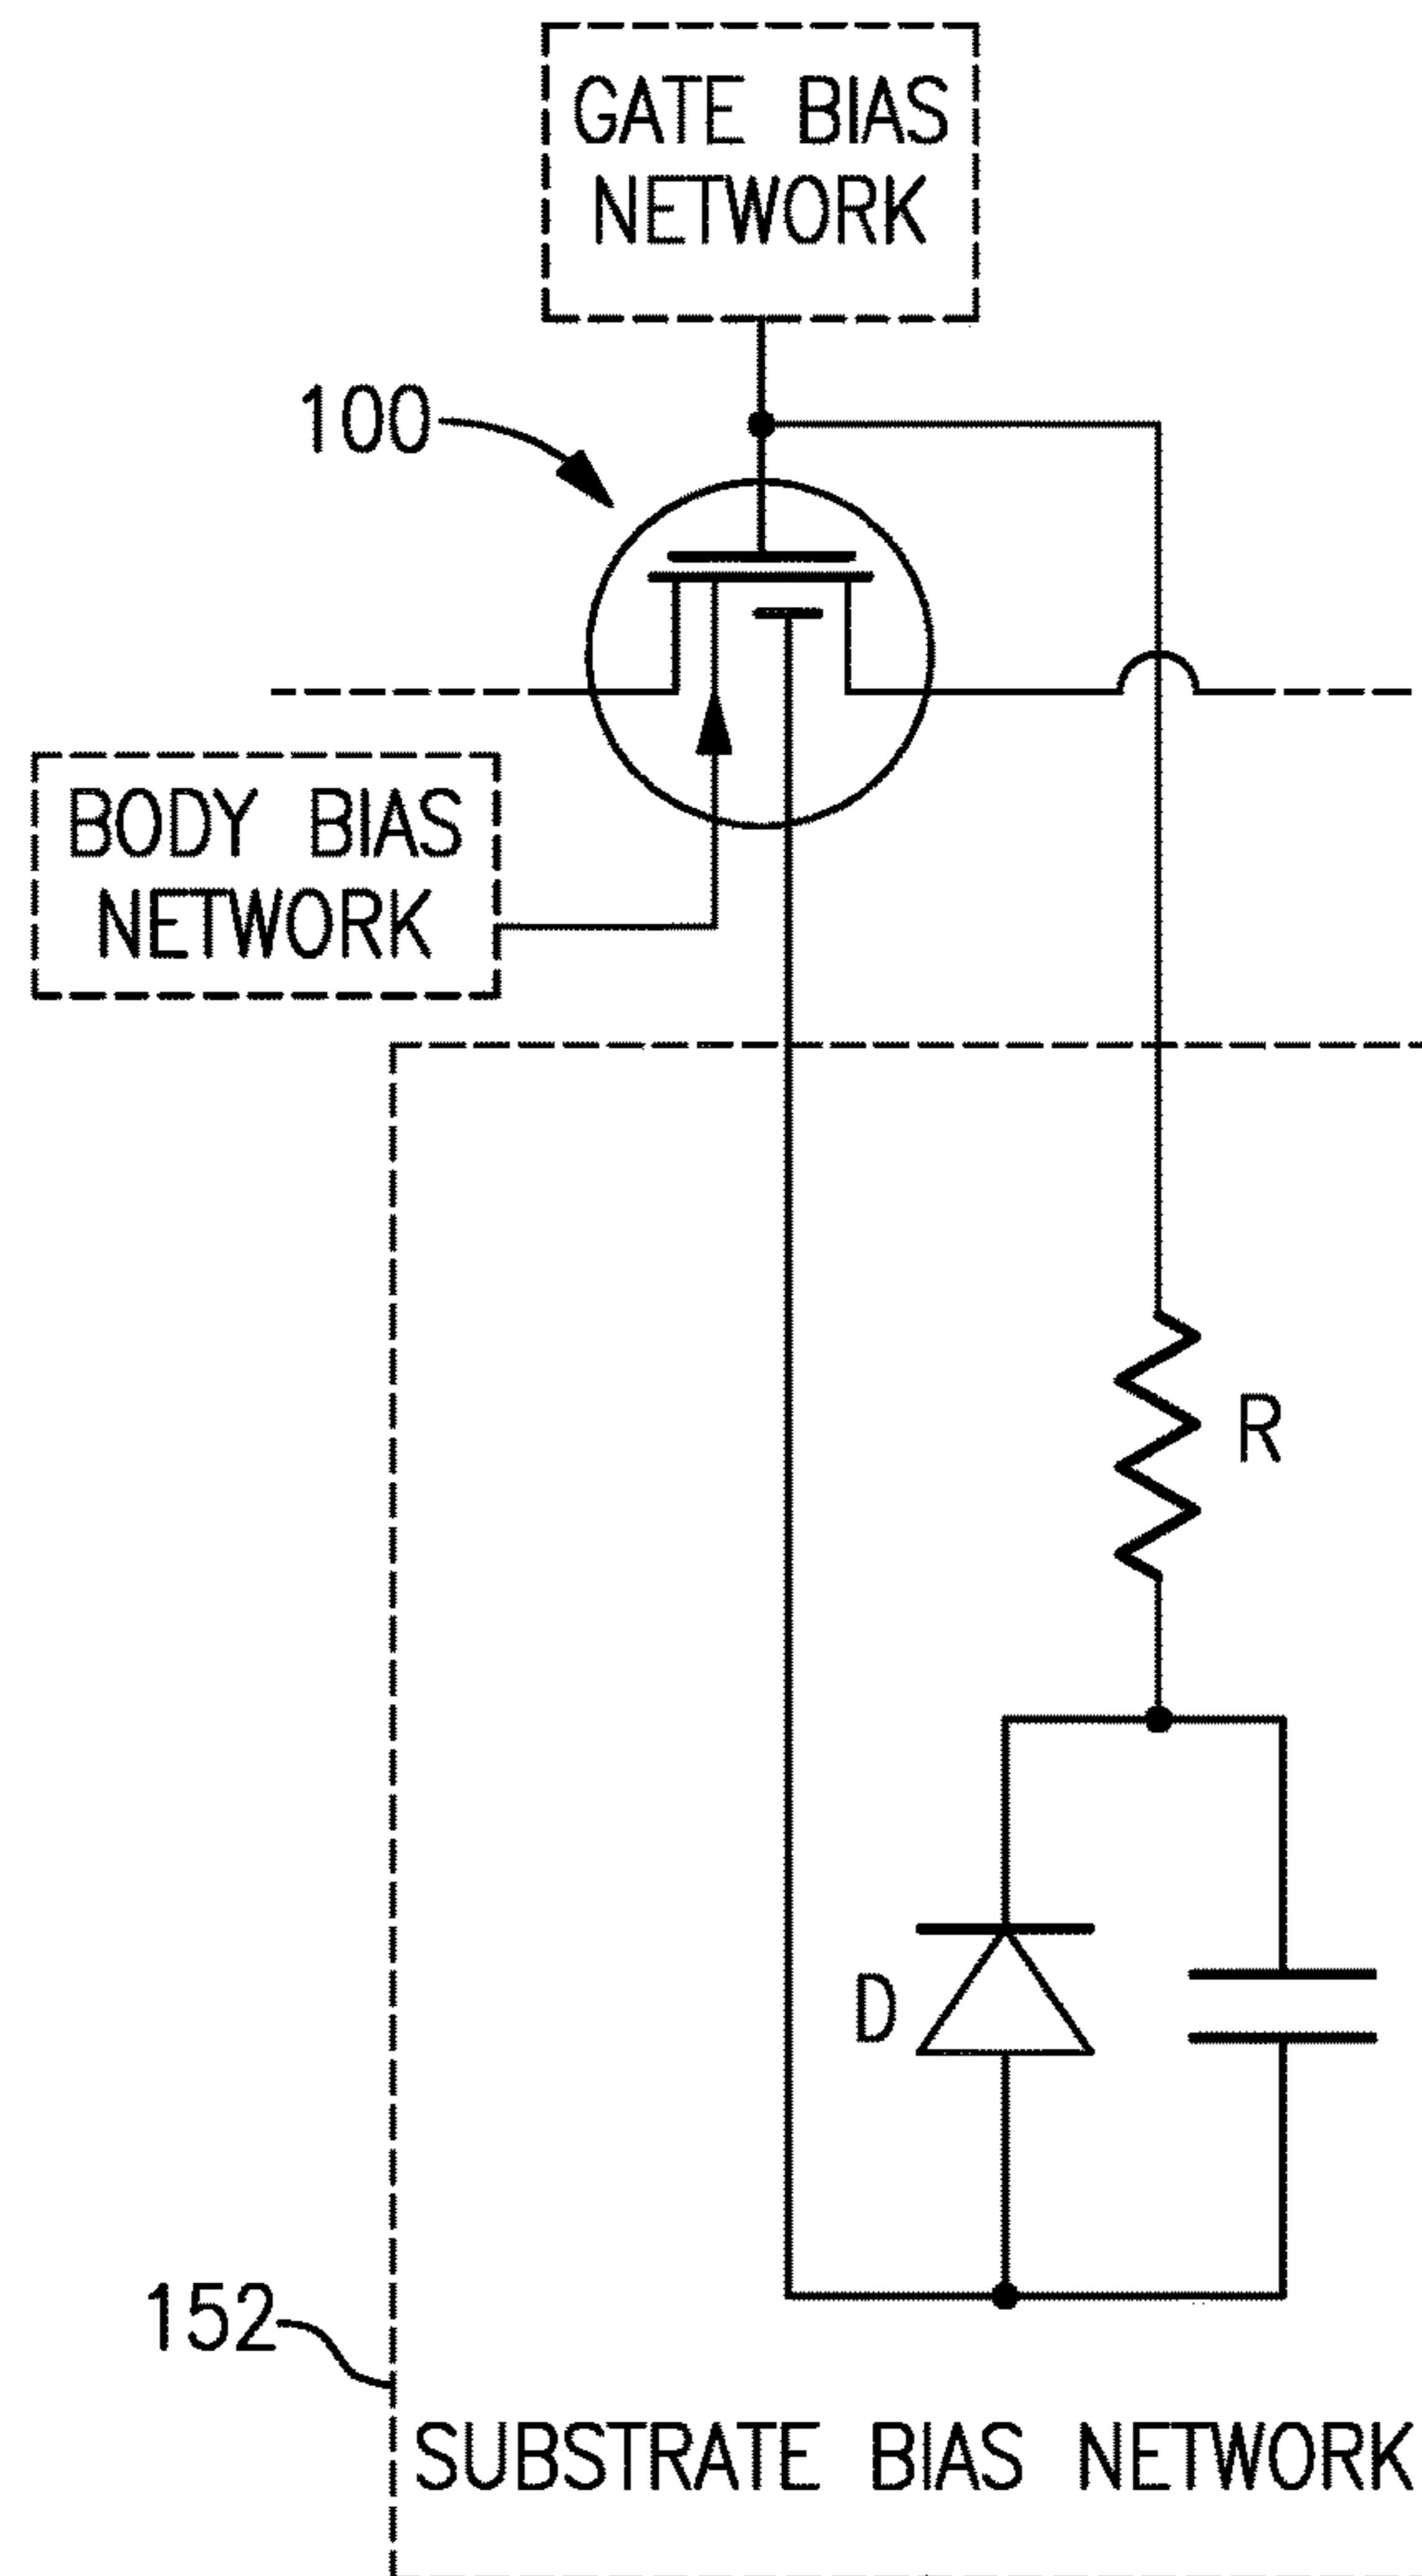 GATE BIAS
NETWORK
100
BODY BIAS
NETWORK
R
D
152
SUBSTRATE BIAS NETWORK